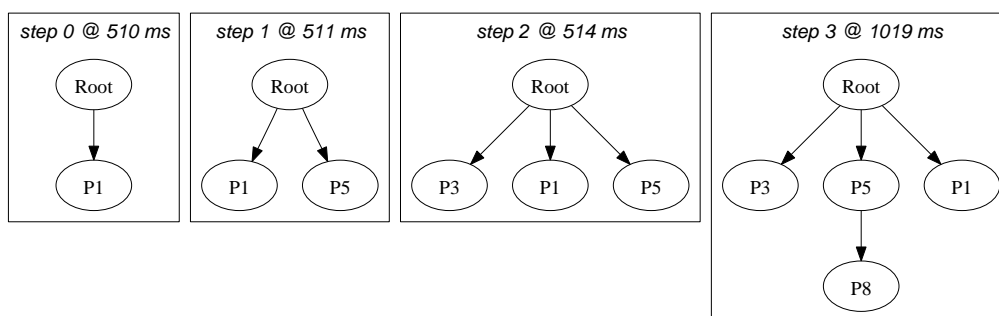 step 0 @ 510 ms
Root
P1
step 1 @ 511 ms
Root
P1 P5
step 2 @ 514 ms
Root
P3 P1 P5
step 3 @ 1019 ms
Root
P3 P5 P1
P8